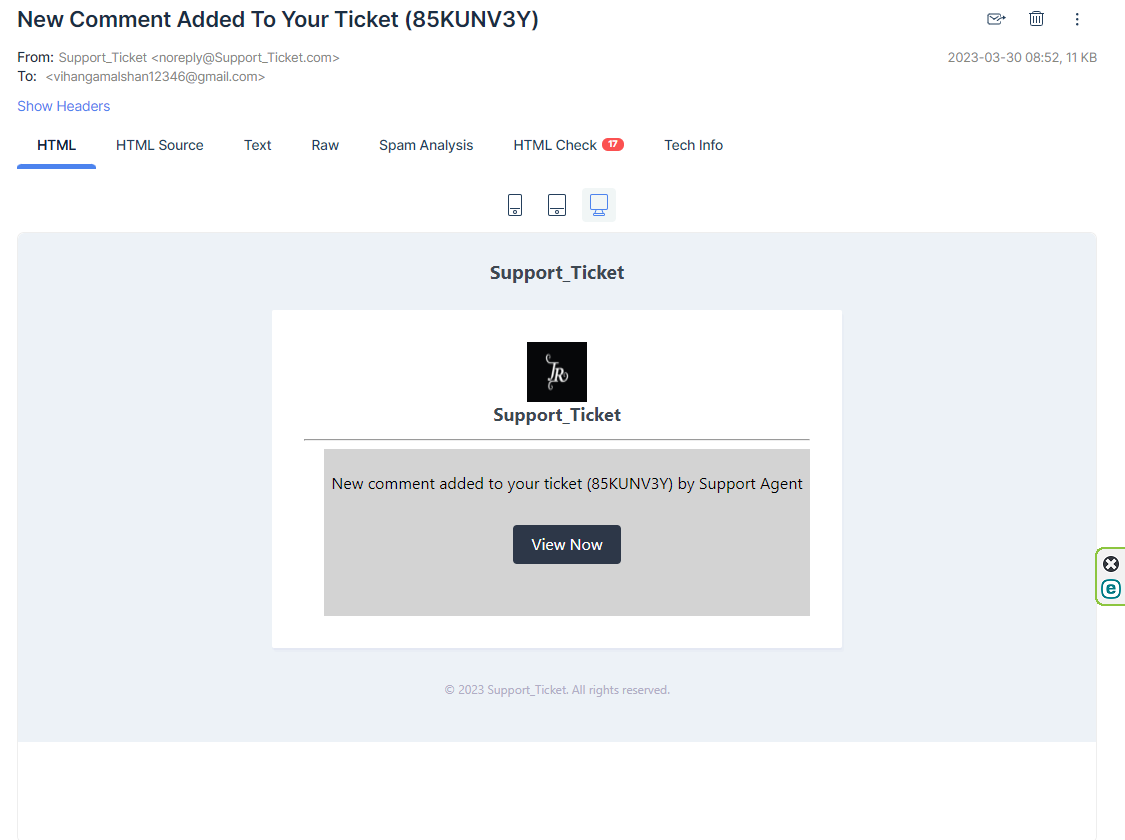 New Comment Added To Your Ticket (85KUNV3Y)
From: Support_Ticket <noreply@Support_Ticket.com>
2023-03-30 08:52, 11 KB
To: <vihangamalshan12346@gmail.com>
Show Headers
HTML HTML Source Text Raw Spam Analysis HTML Check 17 Tech Info
Support_Ticket
JR
Support_Ticket
New comment added to your ticket (85KUNV3Y) by Support Agent
View Now
e
© 2023 Support_Ticket. All rights reserved.